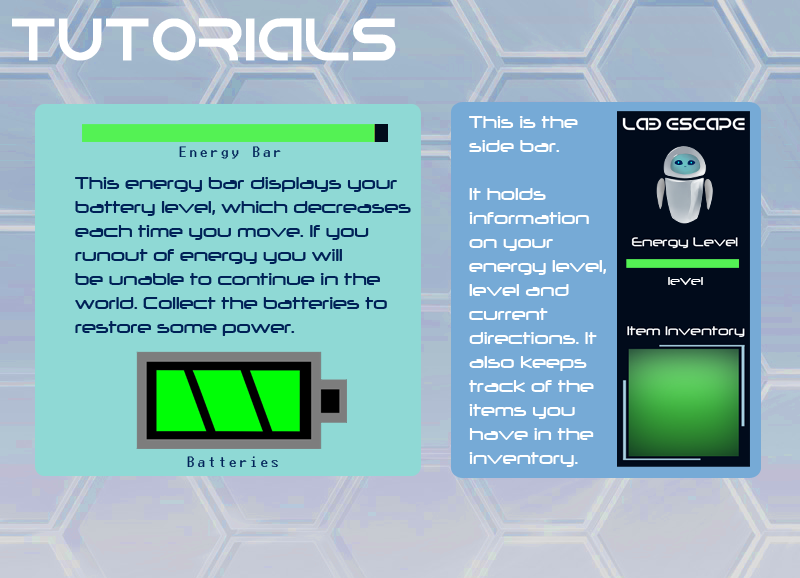 TUTORIALS
Energy Bar
This energy bar displays your
battery level, which decreases
each time you move. If you
runout of energy you will
be unable to continue in the
world. Collect the batteries to
restore some power.
Batteries
This is the
side bar.
It holds
information
on your
energy level,
level and
current
directions. It
also keeps
track of the
items you
have in the
inventory.
LAB ESCAPE
Energy Level
level
Item Inventory